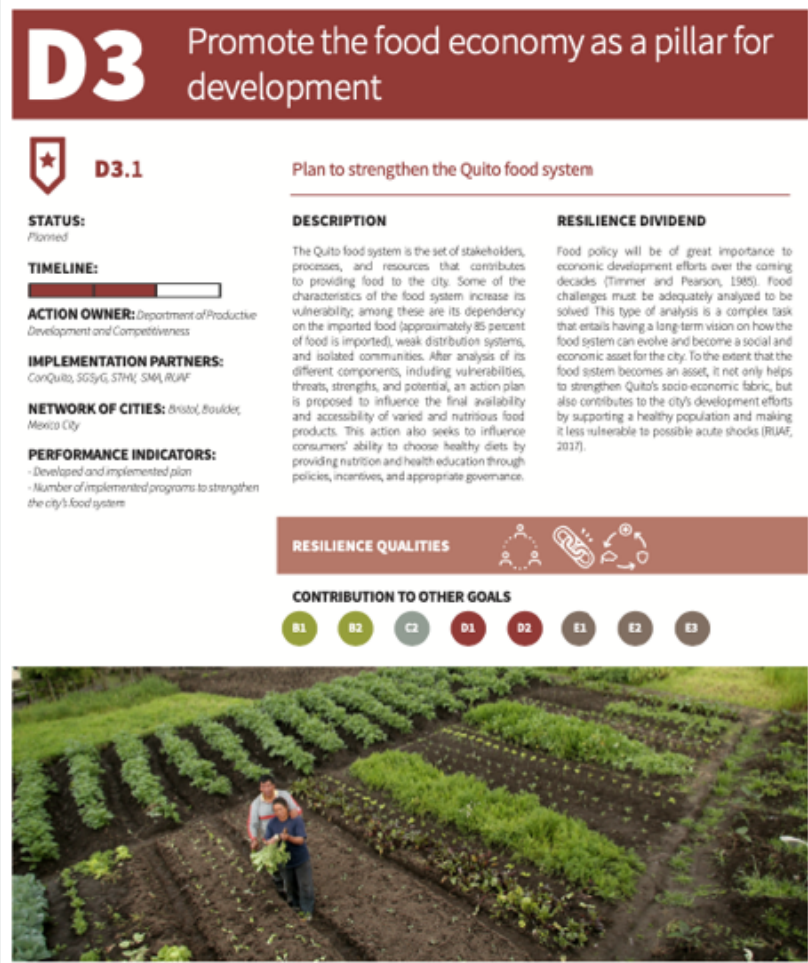 D3
Promote the food economy as a pillar for
development
D3.1
Plan to strengthen the Quito food system
STATUS:
Planned
TIMELINE:
ACTION OWNER: Department of Productive
Development and Competitiveness
IMPLEMENTATION PARTNERS:
ConQuito, SGSyG, STHV, SMA, RUAF
NETWORK OF CITIES: Bristol, Boulder,
Mexico City
PERFORMANCE INDICATORS:
- Developed and implemented plan
- Number of implemented programs to strengthen
the city's food system
DESCRIPTION
The Quito food system is the set of stakeholders,
processes, and resources that contributes
to providing food to the city. Some of the
characteristics of the food system increase its
vulnerability; among these are its dependency
on the imported food (approximately 85 percent
of food is imported), weak distribution systems,
and isolated communities. After analysis of its
different components, including vulnerabilities,
threats, strengths, and potential, an action plan
is proposed to influence the final availability
and accessibility of varied and nutritious food
products. This action also seeks to influence
consumers' ability to choose healthy diets by
providing nutrition and health education through
policies, incentives, and appropriate governance.
RESILIENCE DIVIDEND
Food policy will be of great importance to
economic development efforts over the coming
decades (Timmer and Pearson, 1985). Food
challenges must be adequately analyzed to be
solved This type of analysis is a complex task
that entails having a long-term vision on how the
food system can evolve and become a social and
economic asset for the city. To the extent that the
food system becomes an asset, it not only helps
to strengthen Quito's socio-economic fabric, but
also contributes to the city's development efforts
by supporting a healthy population and making
it less vulnerable to possible acute shocks (RUAF,
2017).
RESILIENCE QUALITIES
CONTRIBUTION TO OTHER GOALS
B1 B2 C2 D1 D2 E1 E2 E3